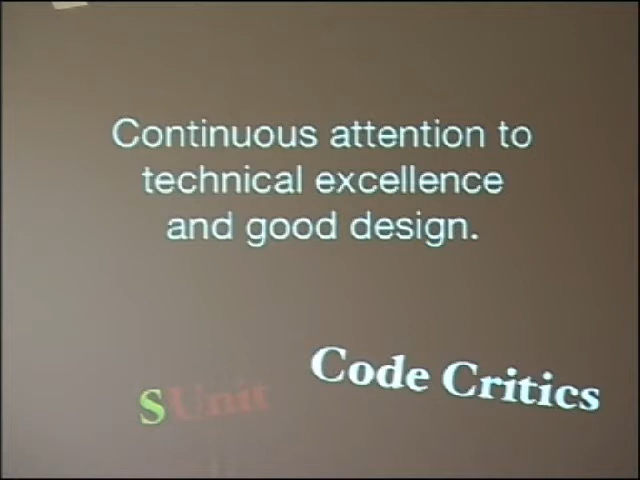 Continuous attention to
technical excellence
and good design.
Code Critics
SUnit